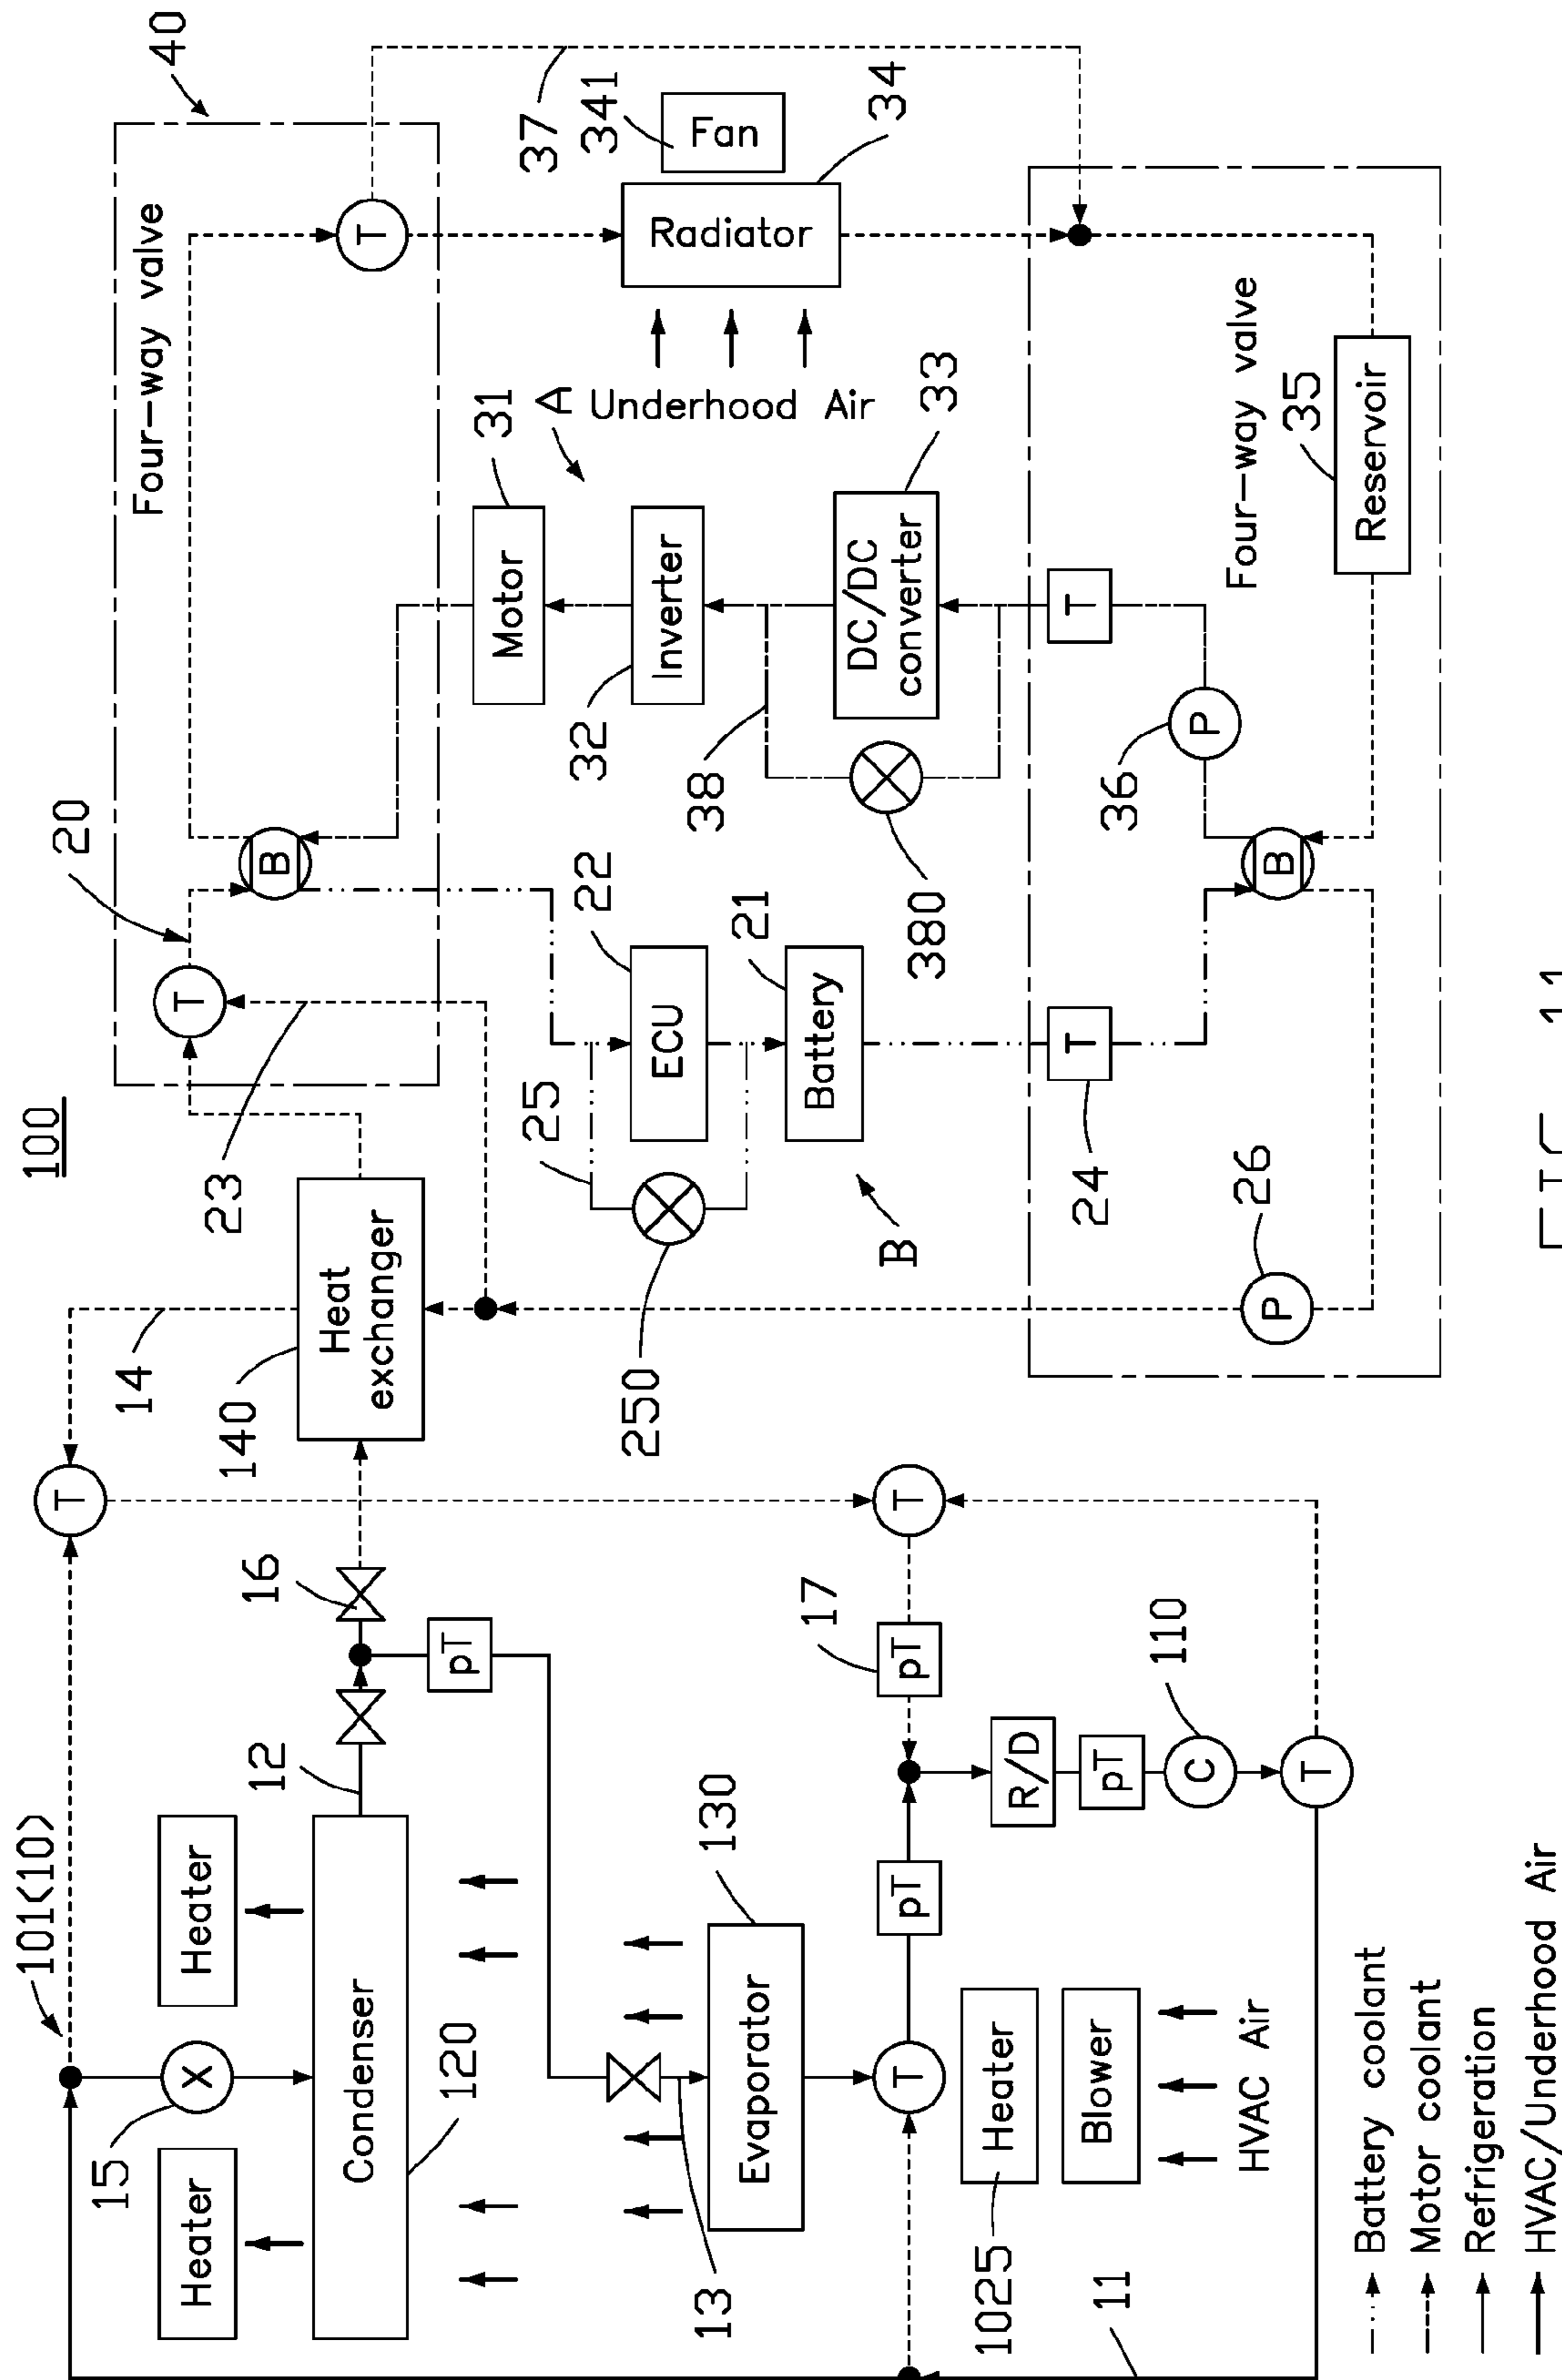 100
101(10)
20
40
Four-way valve
T
T
T
B
15
X
Heater
Heater
Condenser
120
12
16
pT
14
140
Heat
exchanger
23
25
250
ECU
22
Battery
21
B
24
T
26
P
Motor
31
A
Inverter
32
38
380
DC/DC
converter
33
Underhood Air
Radiator
34
Fan
341
37
T
36
P
B
Four-way valve
Reservoir
35
13
Evaporator
130
T
pT
17
pT
T
R/D
pT
C
110
T
Heater
1025
Blower
HVAC Air
11
Battery coolant
Motor coolant
Refrigeration
HVAC/Underhood Air